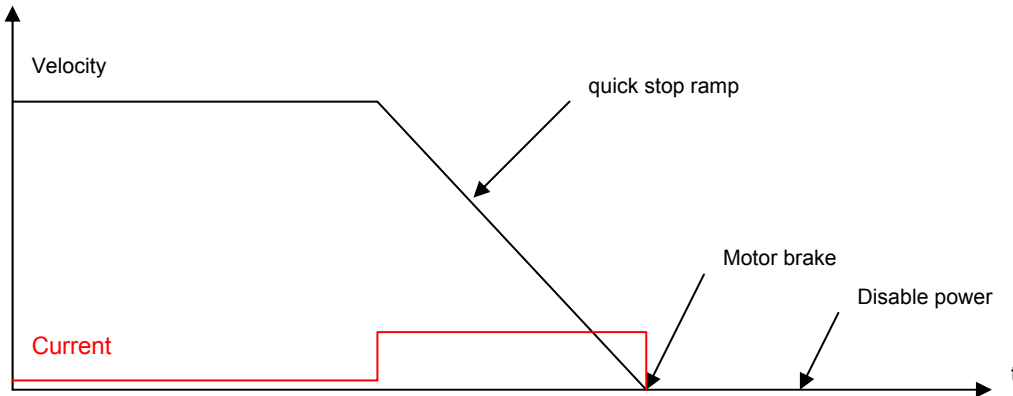 Velocity
quick stop ramp
Motor brake
Disable power
Current
t